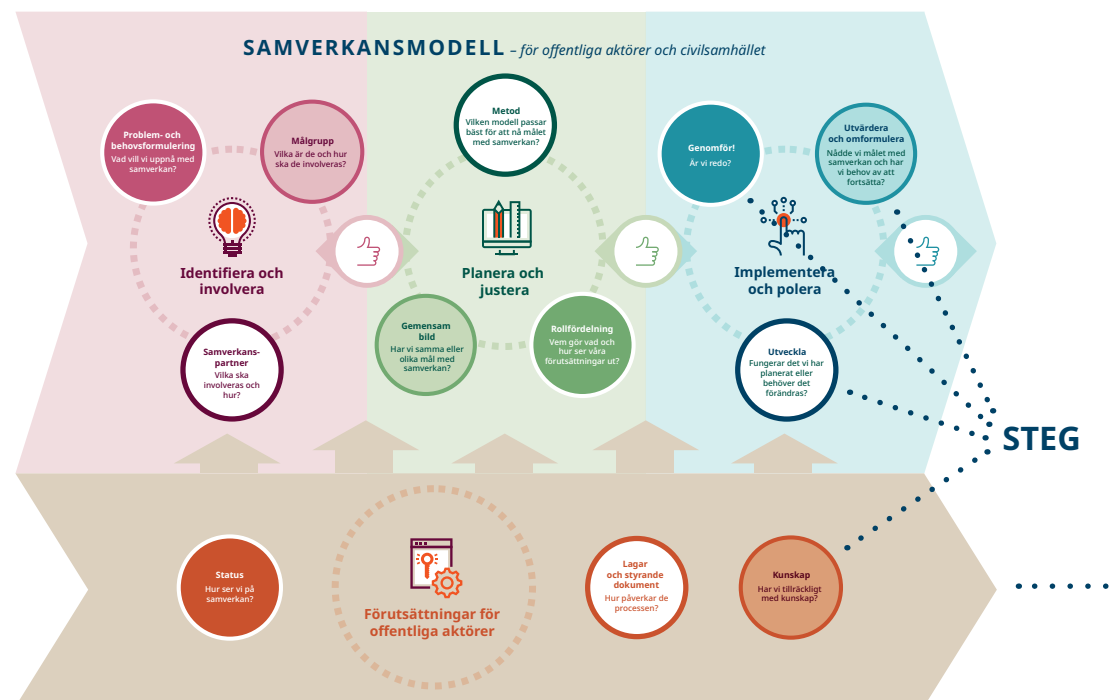 SAMVERKANSMODELL – för offentliga aktörer och civilsamhället
Problem- och
behovsformulering
Vad vill vi uppnå med
samverkan?
Målgrupp
Vilka är de och hur
ska de involveras?
Identifiera och
involvera
Samverkans-
partner
Vilka ska
involveras och
hur?
Metod
Vilken modell passar
bäst för att nå målet
med samverkan?
Planera och
justera
Gemensam
bild
Har vi samma eller
olika mål med
samverkan?
Rollfördelning
Vem gör vad och
hur ser våra
förutsättningar ut?
Genomför!
Är vi redo?
Utvärdera
och omformulera
Nådde vi målet med
samverkan och har
vi behov av att
fortsätta?
Implementera
och polera
Utveckla
Fungerar det vi har
planerat eller
behöver det
förändras?
STEG
Status
Hur ser vi på
samverkan?
Förutsättningar för
offentliga aktörer
Lagar
och styrande
dokument
Hur påverkar de
processen?
Kunskap
Har vi tillräckligt
med kunskap?